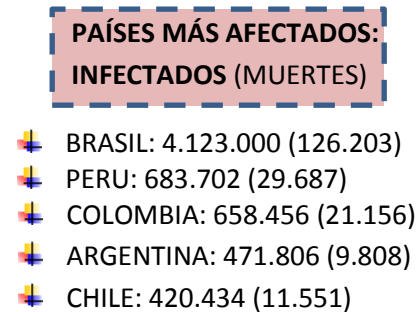 PAÍSES MÁS AFECTADOS:
INFECTADOS (MUERTES)
BRASIL: 4.123.000 (126.203)
PERU: 683.702 (29.687)
COLOMBIA: 658.456 (21.156)
ARGENTINA: 471.806 (9.808)
CHILE: 420.434 (11.551)